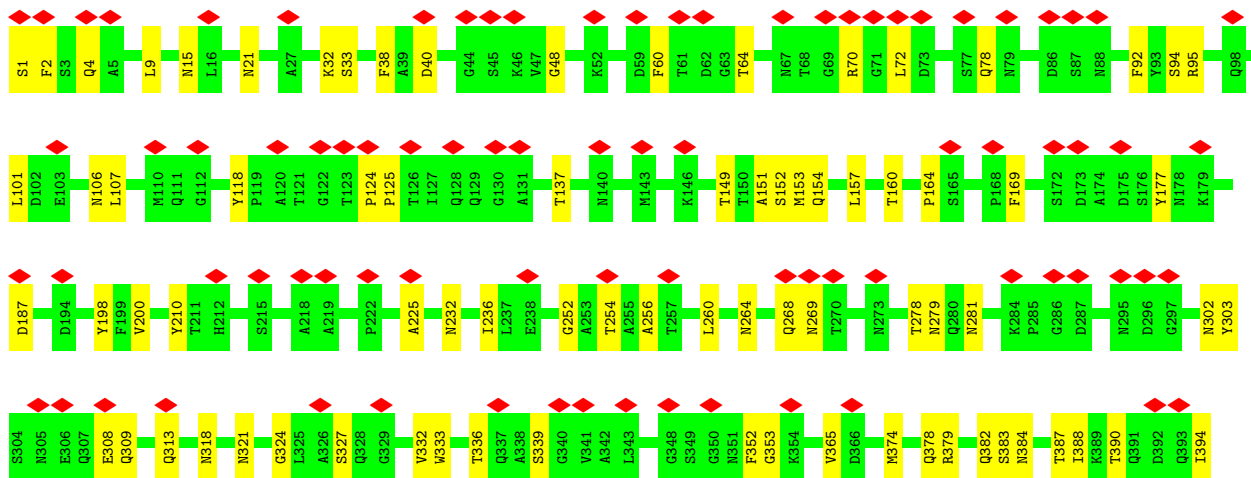 S1 F2 S3 Q4 A5 L9 N15 L16 N21 A27 K32 S33 F38 A39 D40 G44 S45 K46 V47 G48 K52 D59 F60 T61 D62 G63 T64 N67 T68 G69 R70 G71 L72 D73 S77 Q78 N79 D86 S87 N88 F92 Y93 S94 R95 Q98
L101 D102 E103 N106 L107 M110 Q111 G112 Y118 P119 A120 T121 G122 T123 P124 P125 T126 I127 Q128 Q129 G130 A131 T137 N140 M143 K146 T149 T150 A151 S152 M153 Q154 L157 T160 P164 S165 P168 F169 S172 D173 A174 D175 S176 Y177 N178 K179
D187 D194 Y198 F199 V200 Y210 T211 H212 S215 A218 A219 P222 A225 N232 I236 L237 E238 G252 A253 T254 A255 A256 T257 L260 N264 Q268 N269 T270 N273 T278 N279 Q280 N281 K284 P285 G286 D287 N295 D296 G297 N302 Y303
S304 N305 E306 Q307 E308 Q309 Q313 N318 N321 G324 L325 A326 S327 Q328 G329 V332 W333 T336 Q337 A338 S339 G340 V341 A342 L343 G348 S349 G350 N351 F352 G353 K354 V365 D366 M374 Q378 R379 Q382 S383 N384 T387 I388 K389 T390 Q391 D392 Q393 I394